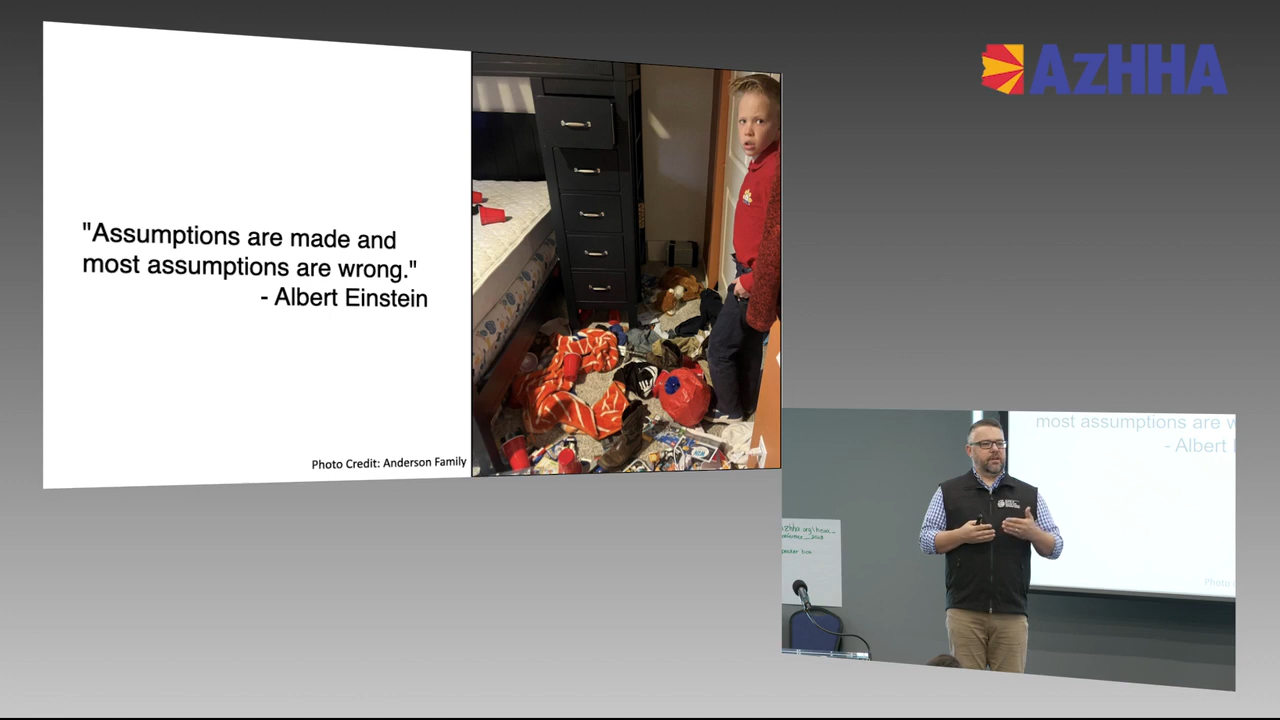 "Assumptions are made and
most assumptions are wrong."
- Albert Einstein
Photo Credit: Anderson Family
AzHHA
most assumptions are w
- Albert
Photo